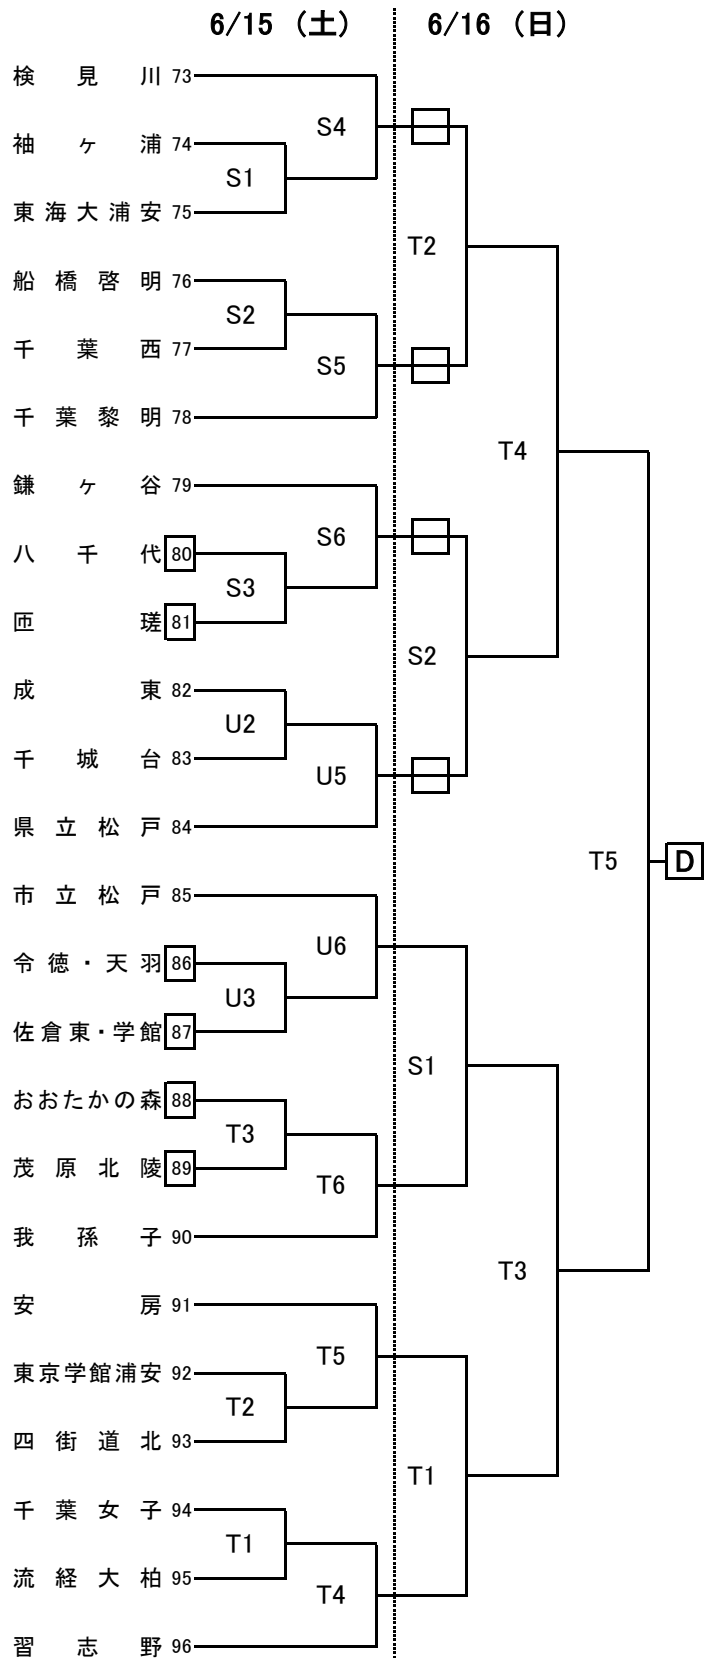 6/15 （土） 6/16 （日）
検見川 73
S4
袖ヶ浦 74
S1
東海大浦安 75
T2
船橋啓明 76
S2
千葉西 77
S5
千葉黎明 78
T4
鎌ヶ谷 79
S6
八千代 80
S3
匝瑳 81
S2
成東 82
U2
千城台 83
U5
県立松戸 84
T5 D
市立松戸 85
U6
令徳・天羽 86
U3
佐倉東・学館 87
S1
おおたかの森 88
T3
茂原北陵 89
T6
我孫子 90
T3
安房 91
T5
東京学館浦安 92
T2
四街道北 93
T1
千葉女子 94
T1
流経大柏 95
T4
習志野 96